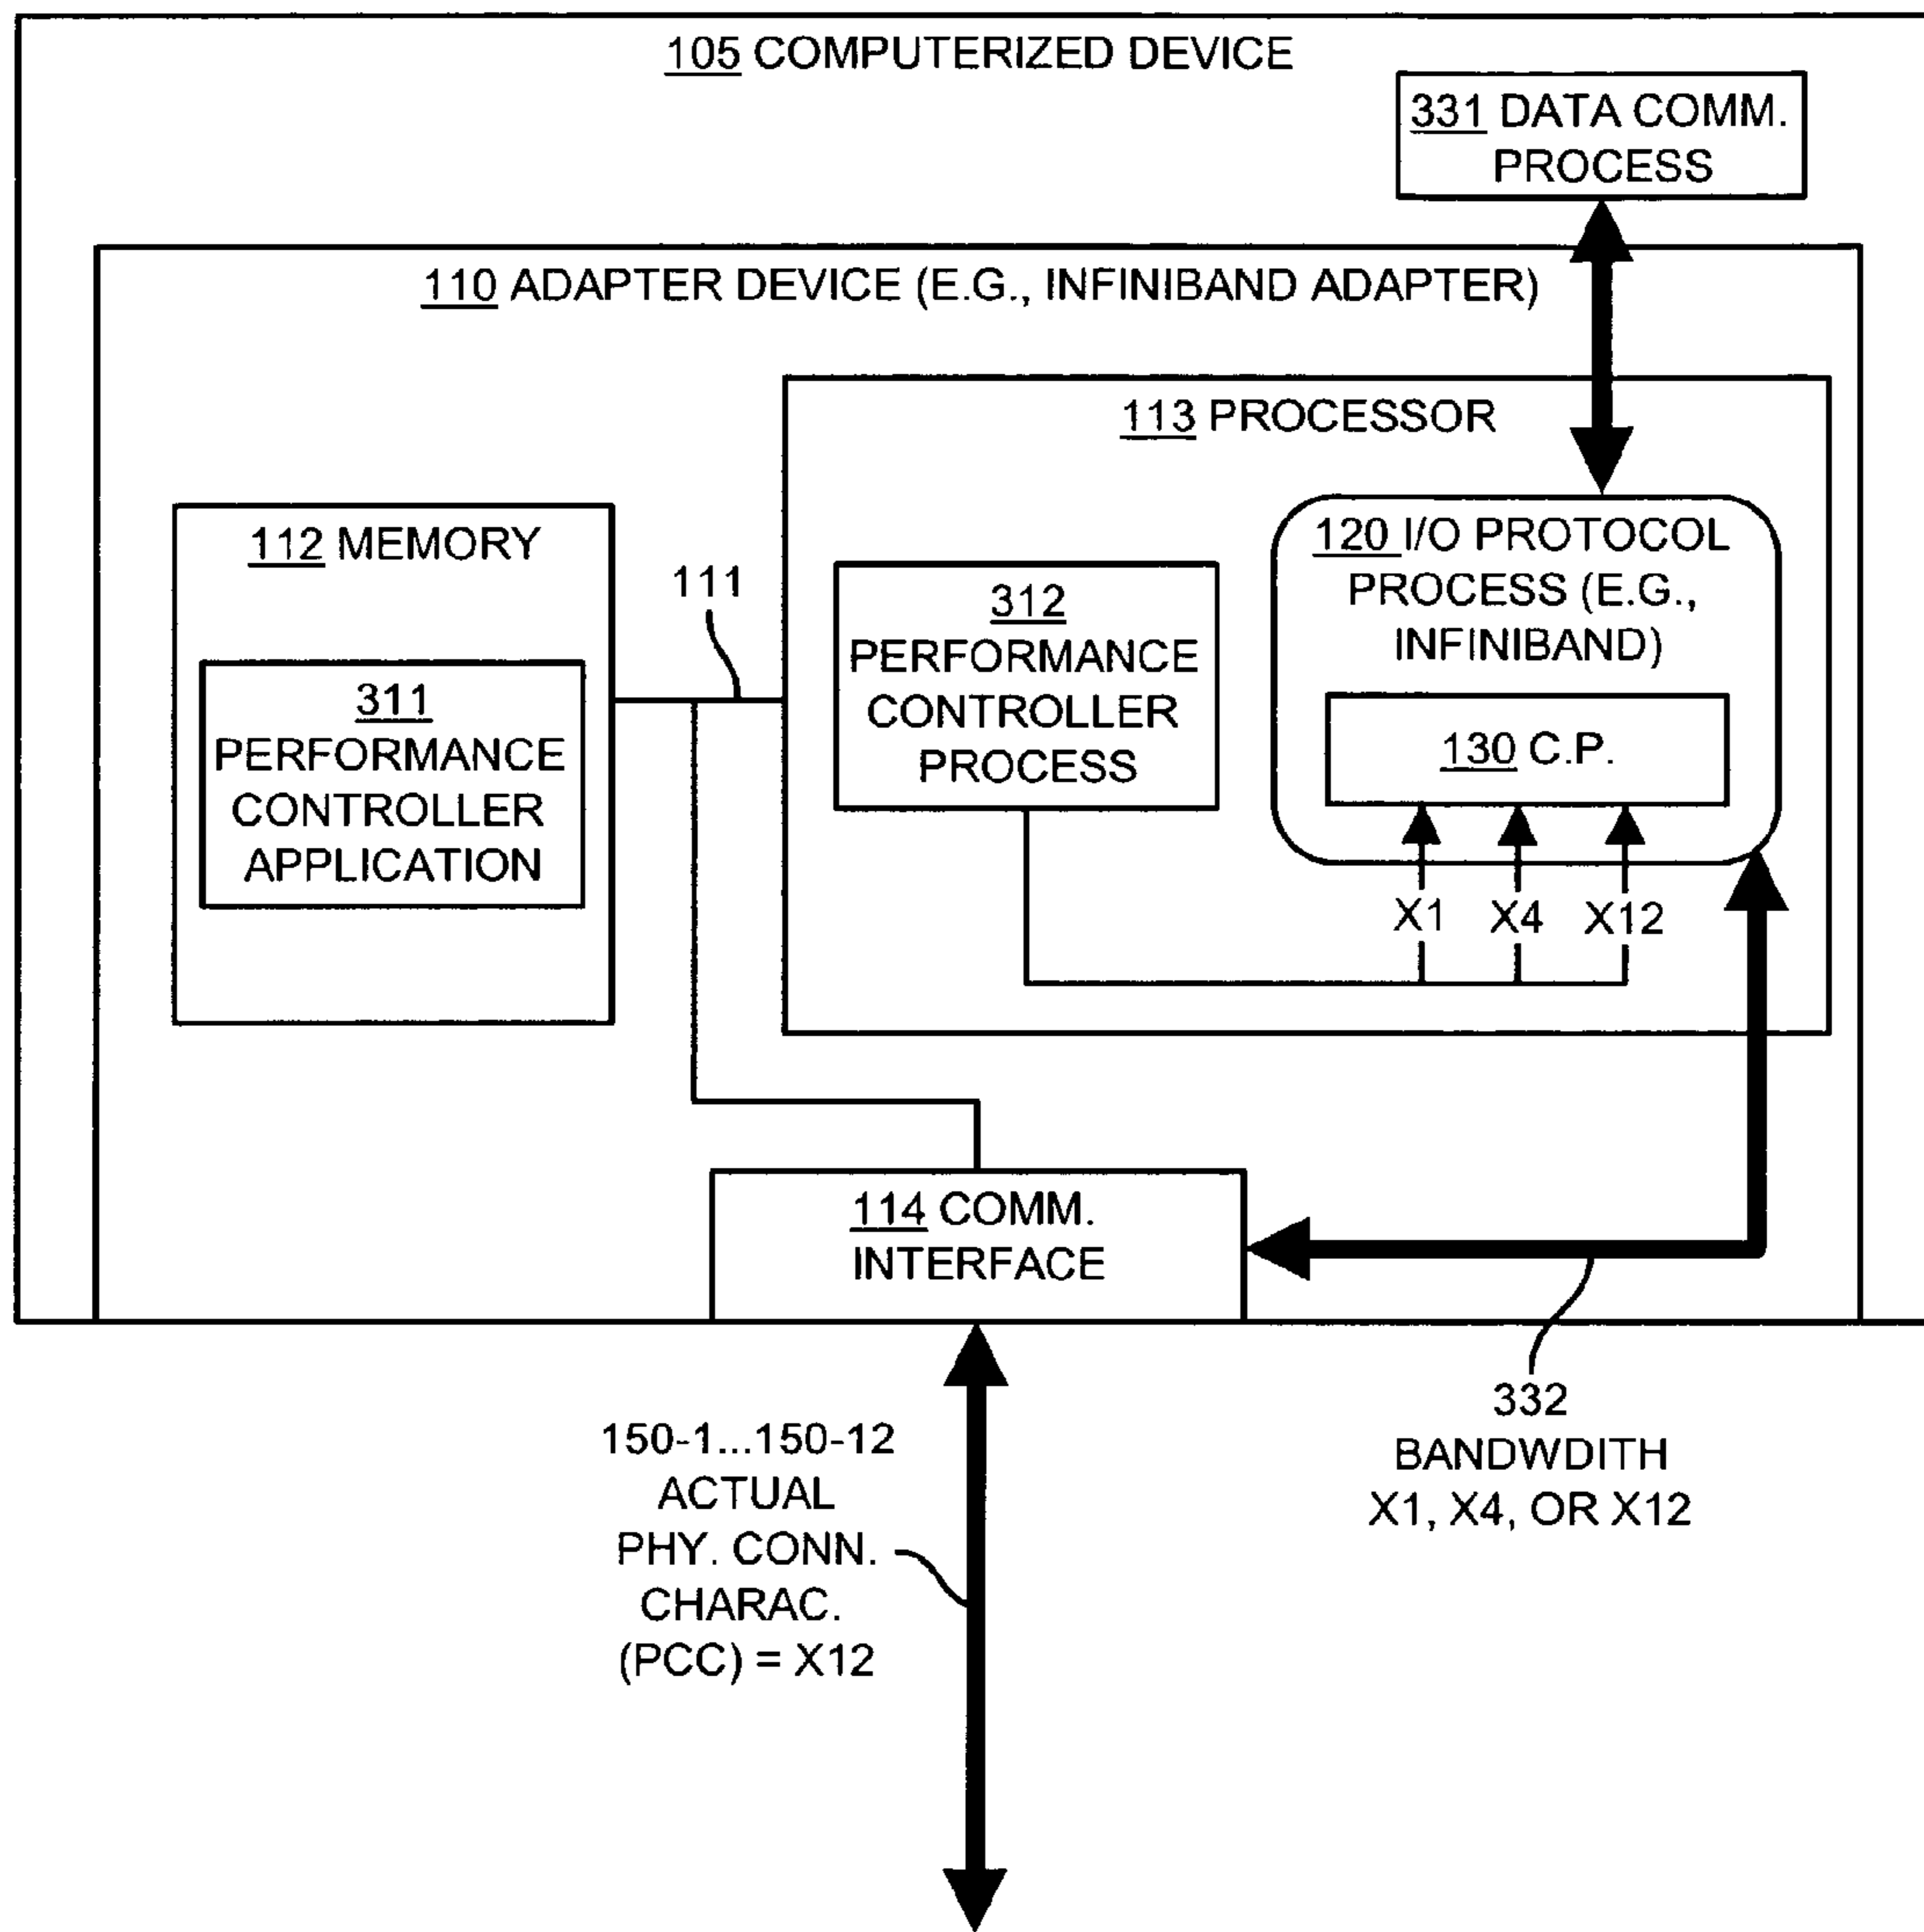 105 COMPUTERIZED DEVICE
331 DATA COMM.
PROCESS
110 ADAPTER DEVICE (E.G., INFINIBAND ADAPTER)
113 PROCESSOR
112 MEMORY
111
311
PERFORMANCE
CONTROLLER
APPLICATION
312
PERFORMANCE
CONTROLLER
PROCESS
120 I/O PROTOCOL
PROCESS (E.G.,
INFINIBAND)
130 C.P.
X1 X4 X12
114 COMM.
INTERFACE
150-1...150-12
ACTUAL
PHY. CONN.
CHARAC.
(PCC) = X12
332
BANDWDITH
X1, X4, OR X12